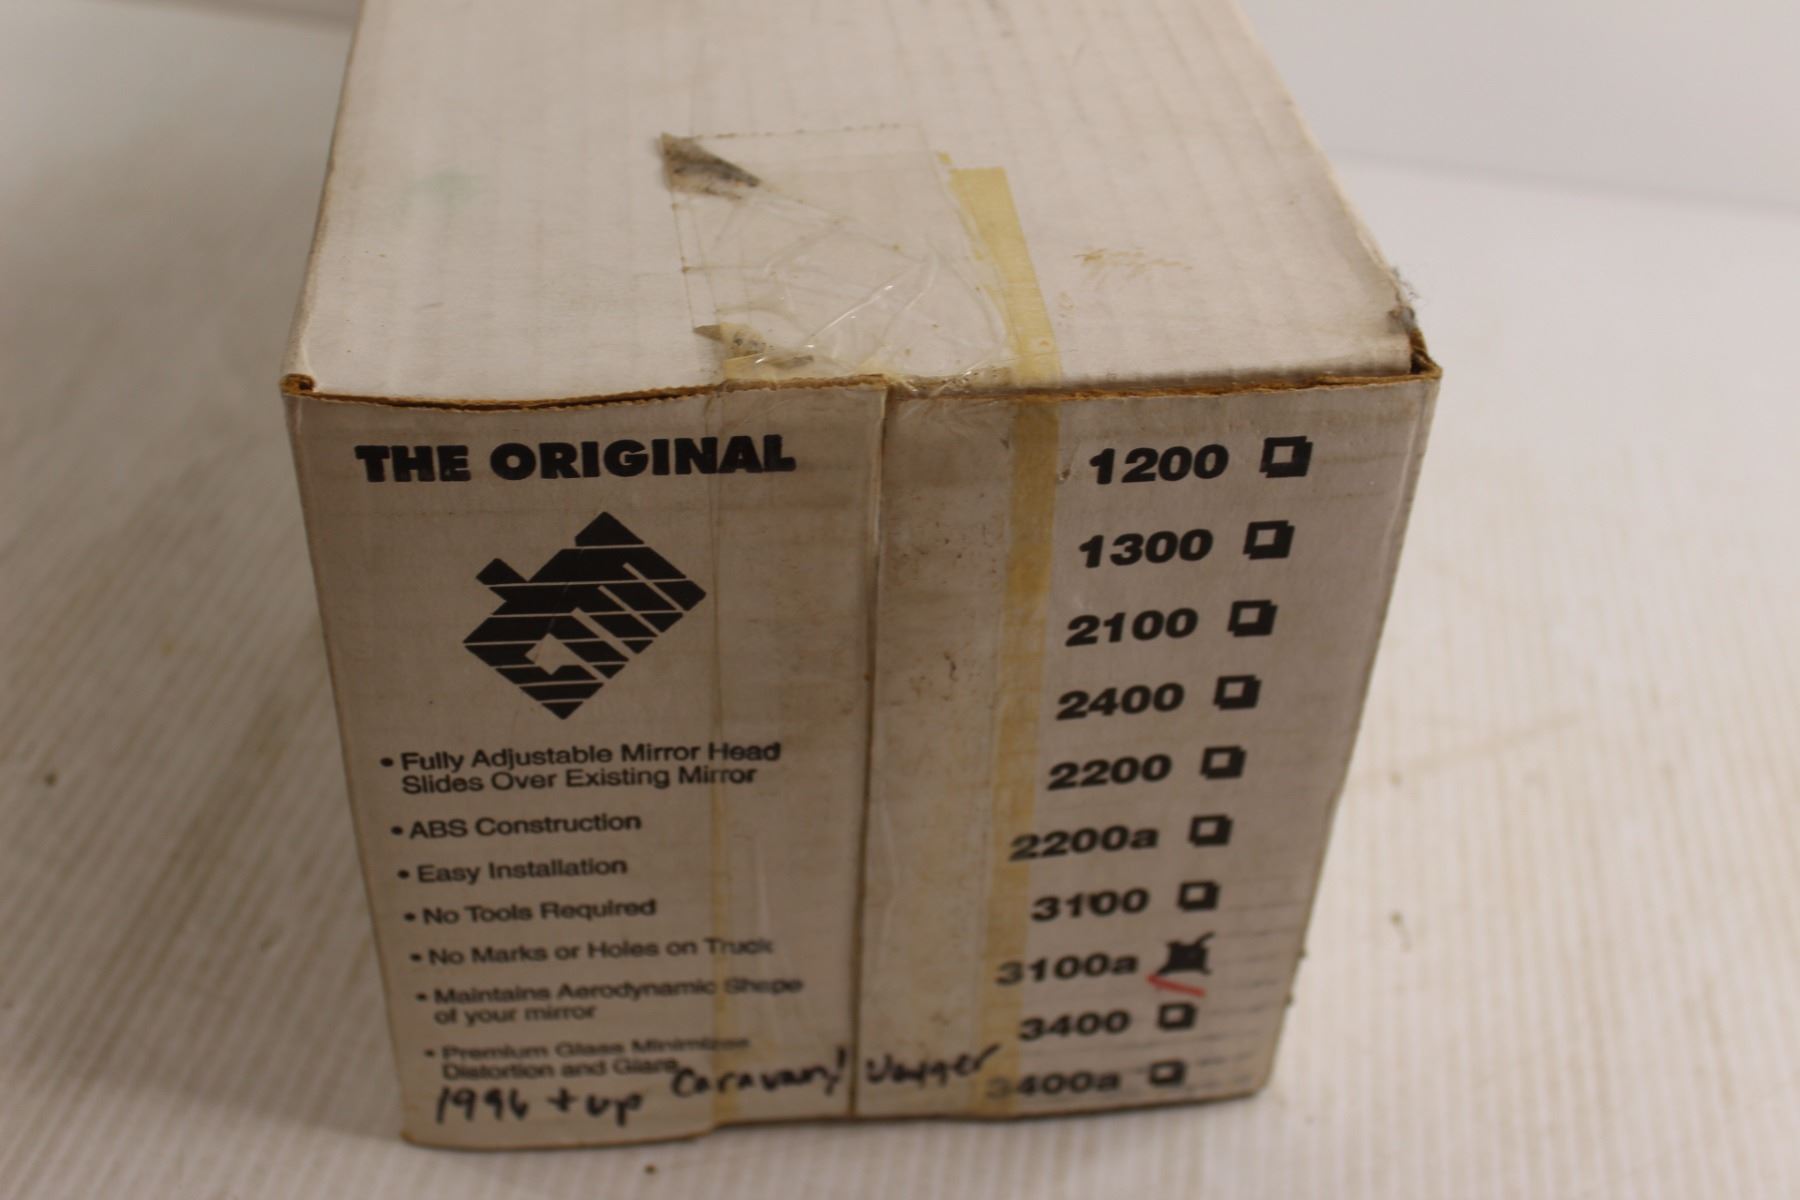 THE ORIGINAL
• Fully Adjustable Mirror Head
Slides Over Existing Mirror
• ABS Construction
• Easy Installation
• No Tools Required
• No Marks or Holes on Truck
• Maintains Aerodynamic Shape
of your mirror
• Premium Glass Minimizes
Distortion and Glare
1996 + up Caravan/ Voyger
1200
1300
2100
2400
2200
2200a
3100
3100a
3400
3400a